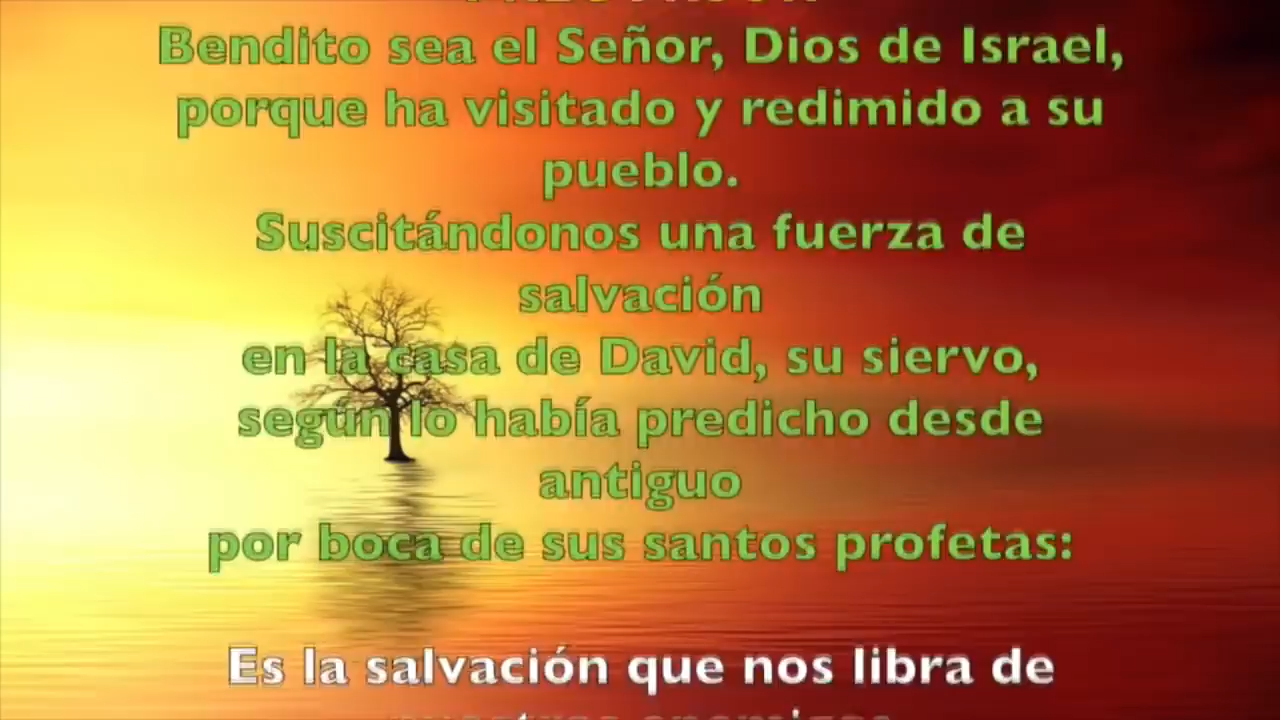 Bendito sea el Señor, Dios de Israel,
porque ha visitado y redimido a su
pueblo.
Suscitándonos una fuerza de
salvación
en la casa de David, su siervo,
según lo había predicho desde
antiguo
por boca de sus santos profetas:
Es la salvación que nos libra de